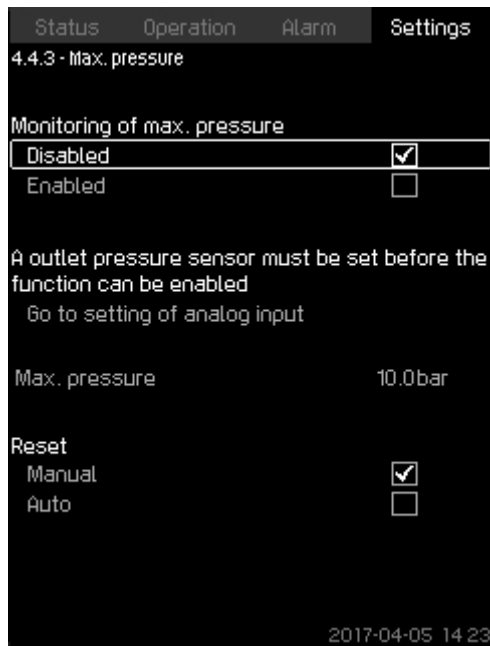 Status Operation Alarm Settings
4.4.3 - Max. pressure
Monitoring of max. pressure
Disabled
Enabled
A outlet pressure sensor must be set before the
function can be enabled
Go to setting of analog input
Max. pressure 10.0bar
Reset
Manual
Auto
2017-04-05 14:23